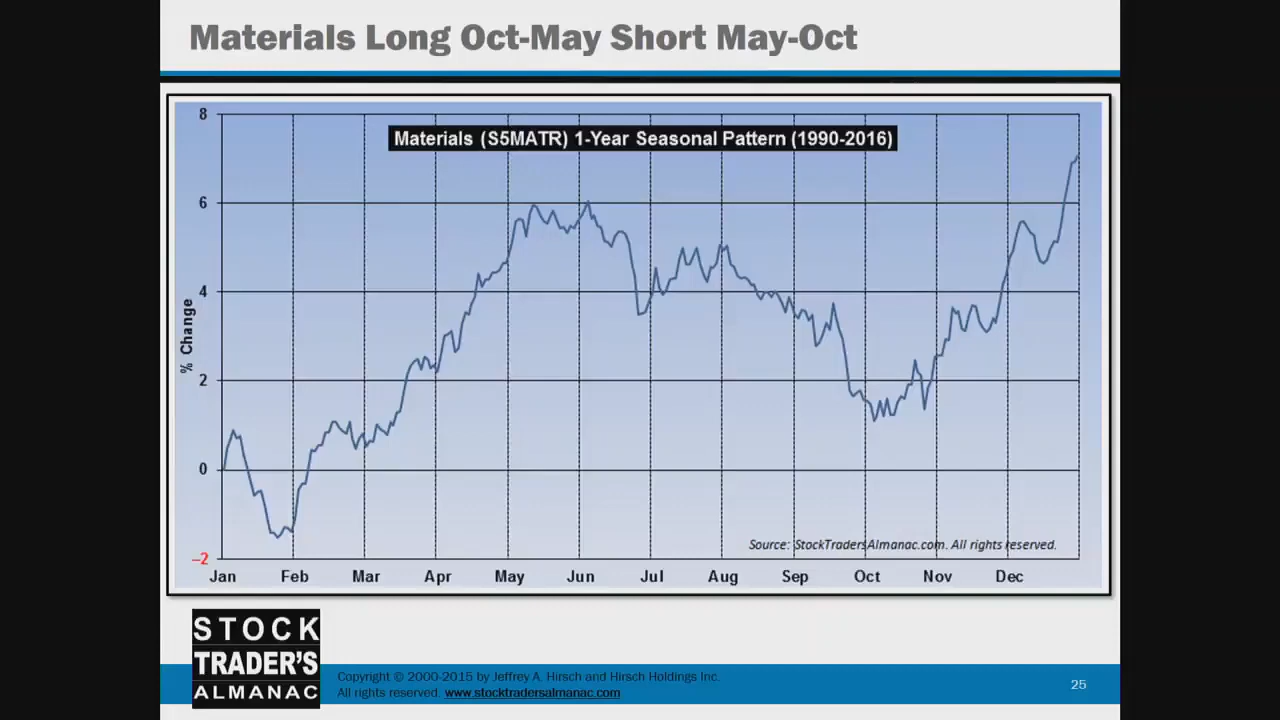 Materials Long Oct-May Short May-Oct
Materials (S5MATR) 1-Year Seasonal Pattern (1990-2016)
8
6
4
2
0
–2
% Change
Source: StockTradersAlmanac.com. All rights reserved.
Jan Feb Mar Apr May Jun Jul Aug Sep Oct Nov Dec
STOCK
TRADER'S
ALMANAC
Copyright © 2000-2015 by Jeffrey A. Hirsch and Hirsch Holdings Inc.
All rights reserved. www.stocktradersalmanac.com
25